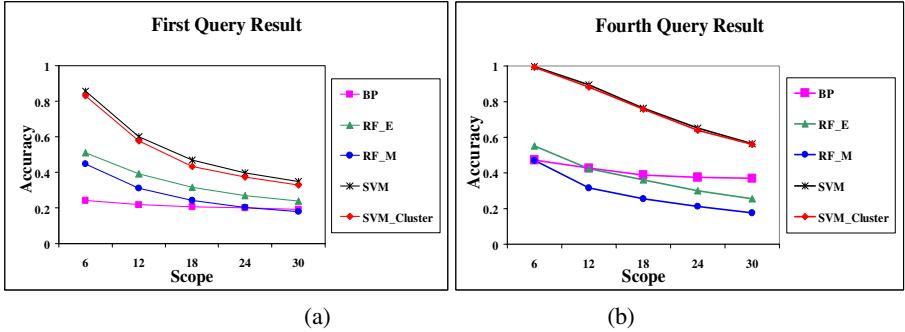 First Query Result
1
0.8
0.6
0.4
0.2
0
Accuracy
6 12 18 24 30
Scope
BP
RF_E
RF_M
SVM
SVM_Cluster
(a)
Fourth Query Result
1
0.8
0.6
0.4
0.2
0
Accuracy
6 12 18 24 30
Scope
BP
RF_E
RF_M
SVM
SVM_Cluster
(b)